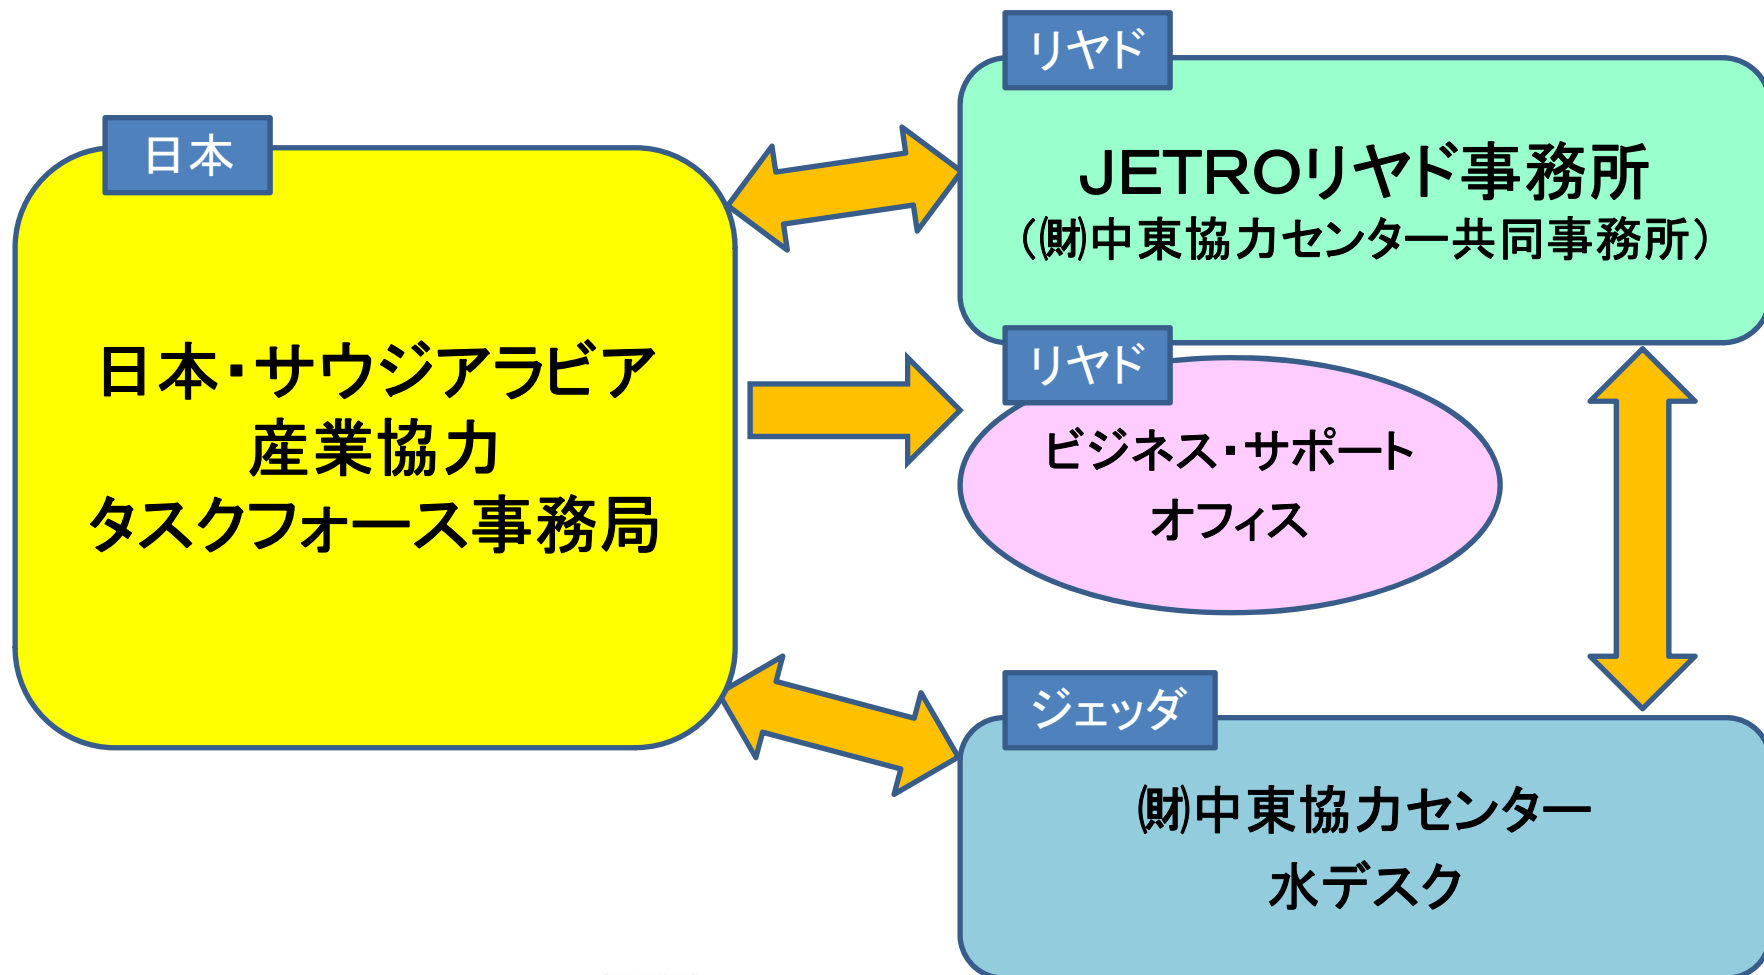 日本
日本・サウジアラビア
産業協力
タスクフォース事務局
リヤド
JETROリヤド事務所
(㈶中東協力センター共同事務所)
リヤド
ビジネス・サポート
オフィス
ジェッダ
㈶中東協力センター
水デスク